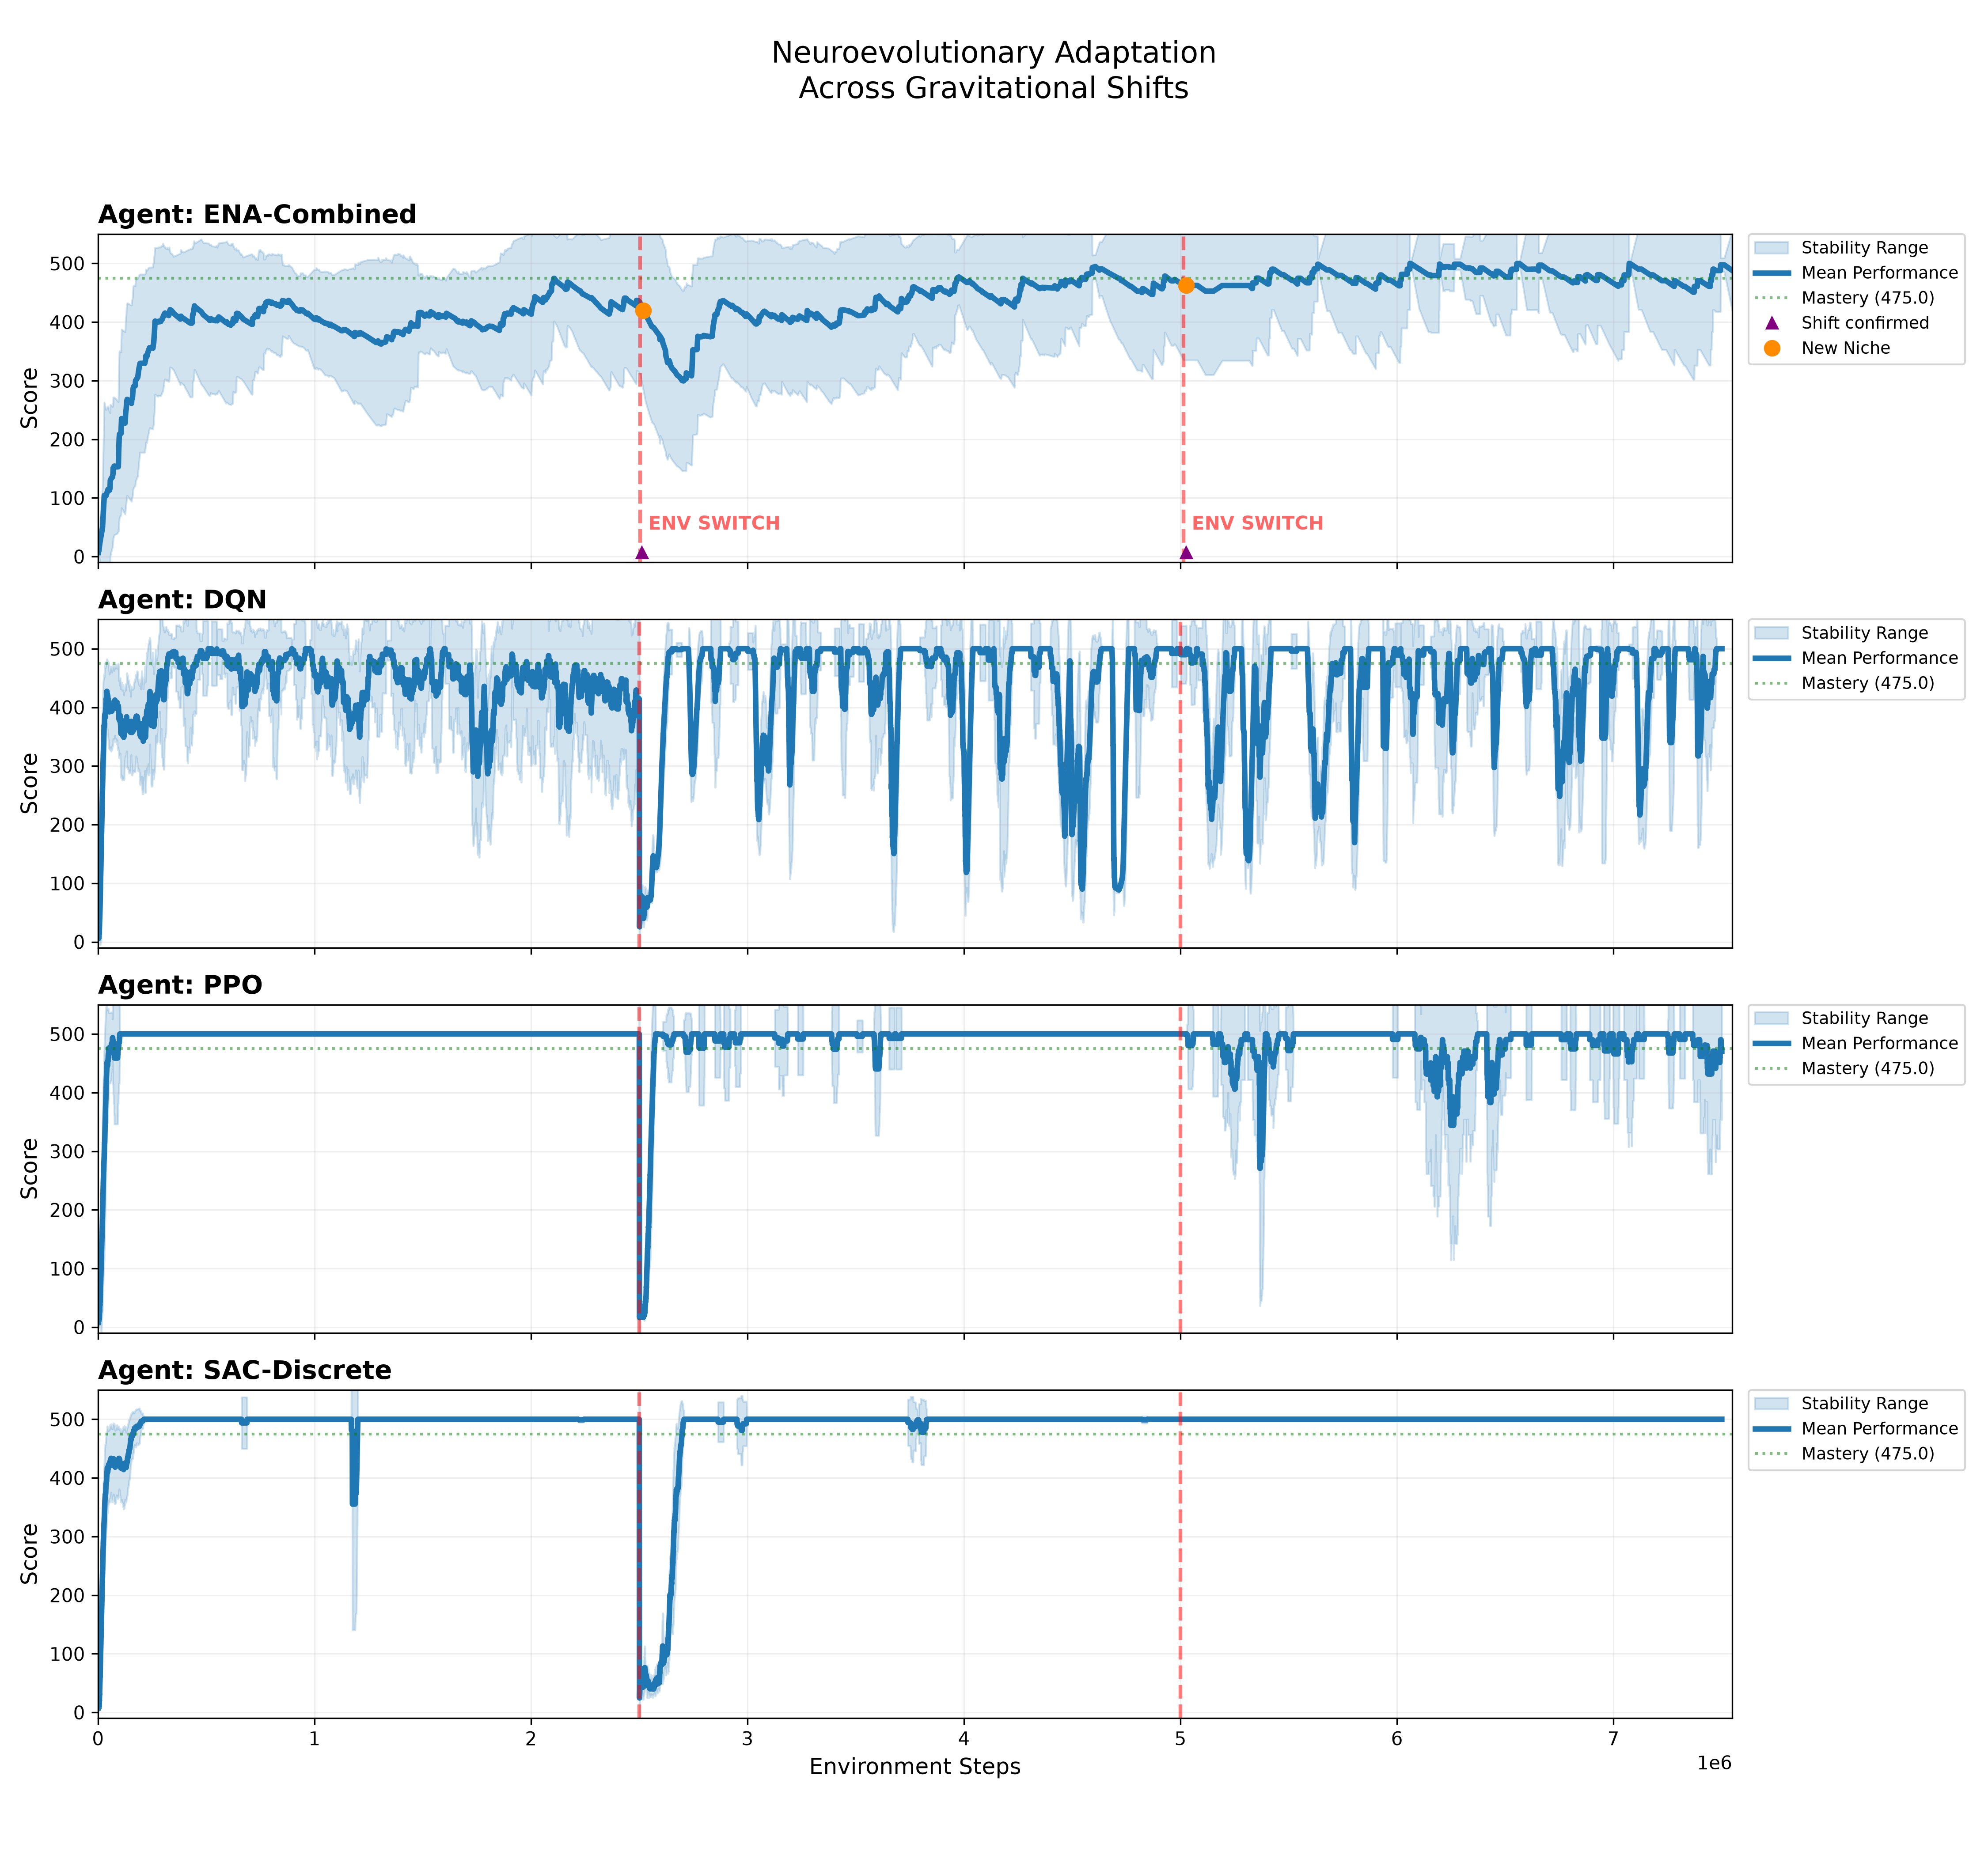 Neuroevolutionary Adaptation
Across Gravitational Shifts
Agent: ENA-Combined
Score
500
400
300
200
100
0
ENV SWITCH
ENV SWITCH
Stability Range
Mean Performance
Mastery (475.0)
Shift confirmed
New Niche
Agent: DQN
Score
500
400
300
200
100
0
Stability Range
Mean Performance
Mastery (475.0)
Agent: PPO
Score
500
400
300
200
100
0
Stability Range
Mean Performance
Mastery (475.0)
Agent: SAC-Discrete
Score
500
400
300
200
100
0
Stability Range
Mean Performance
Mastery (475.0)
0 1 2 3 4 5 6 7
1e6
Environment Steps